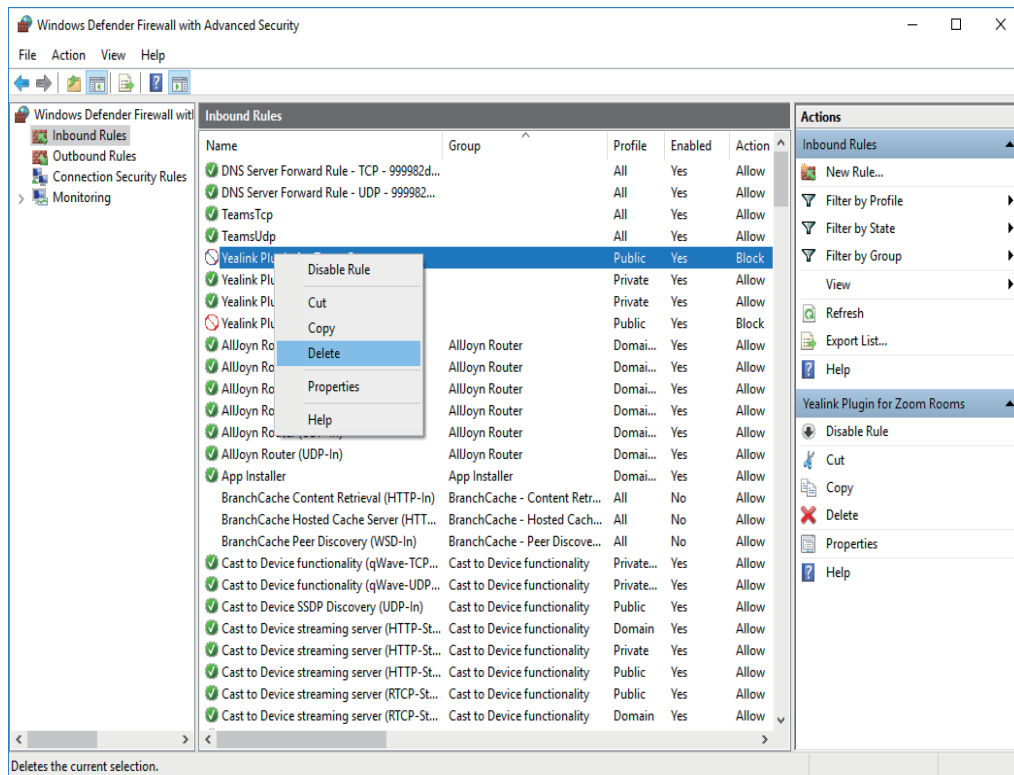 Windows Defender Firewall with Advanced Security
File Action View Help
Windows Defender Firewall witl
Inbound Rules
Outbound Rules
Connection Security Rules
Monitoring
Inbound Rules
Name Group Profile Enabled Action
DNS Server Forward Rule - TCP - 999982d... All Yes Allow
DNS Server Forward Rule - UDP - 999982... All Yes Allow
TeamsTcp All Yes Allow
TeamsUdp All Yes Allow
Yealink Plu Public Yes Block
Yealink Plu Private Yes Allow
Yealink Plu Private Yes Allow
Yealink Plu Public Yes Block
AllJoyn Ro AllJoyn Router Domai... Yes Allow
AllJoyn Ro AllJoyn Router Domai... Yes Allow
AllJoyn Ro AllJoyn Router Domai... Yes Allow
AllJoyn Ro AllJoyn Router Domai... Yes Allow
AllJoyn Ro AllJoyn Router Domai... Yes Allow
AllJoyn Router (UDP-In) AllJoyn Router Domai... Yes Allow
App Installer App Installer Domai... Yes Allow
BranchCache Content Retrieval (HTTP-In) BranchCache - Content Retr... All No Allow
BranchCache Hosted Cache Server (HTT... BranchCache - Hosted Cach... All No Allow
BranchCache Peer Discovery (WSD-In) BranchCache - Peer Discove... All No Allow
Cast to Device functionality (qWave-TCP... Cast to Device functionality Private... Yes Allow
Cast to Device functionality (qWave-UDP... Cast to Device functionality Private... Yes Allow
Cast to Device SSDP Discovery (UDP-In) Cast to Device functionality Public Yes Allow
Cast to Device streaming server (HTTP-St... Cast to Device functionality Domain Yes Allow
Cast to Device streaming server (HTTP-St... Cast to Device functionality Private Yes Allow
Cast to Device streaming server (HTTP-St... Cast to Device functionality Public Yes Allow
Cast to Device streaming server (RTCP-St... Cast to Device functionality Public Yes Allow
Cast to Device streaming server (RTCP-St... Cast to Device functionality Domain Yes Allow
Disable Rule
Cut
Copy
Delete
Properties
Help
Actions
Inbound Rules
New Rule...
Filter by Profile
Filter by State
Filter by Group
View
Refresh
Export List...
Help
Yealink Plugin for Zoom Rooms
Disable Rule
Cut
Copy
Delete
Properties
Help
Deletes the current selection.